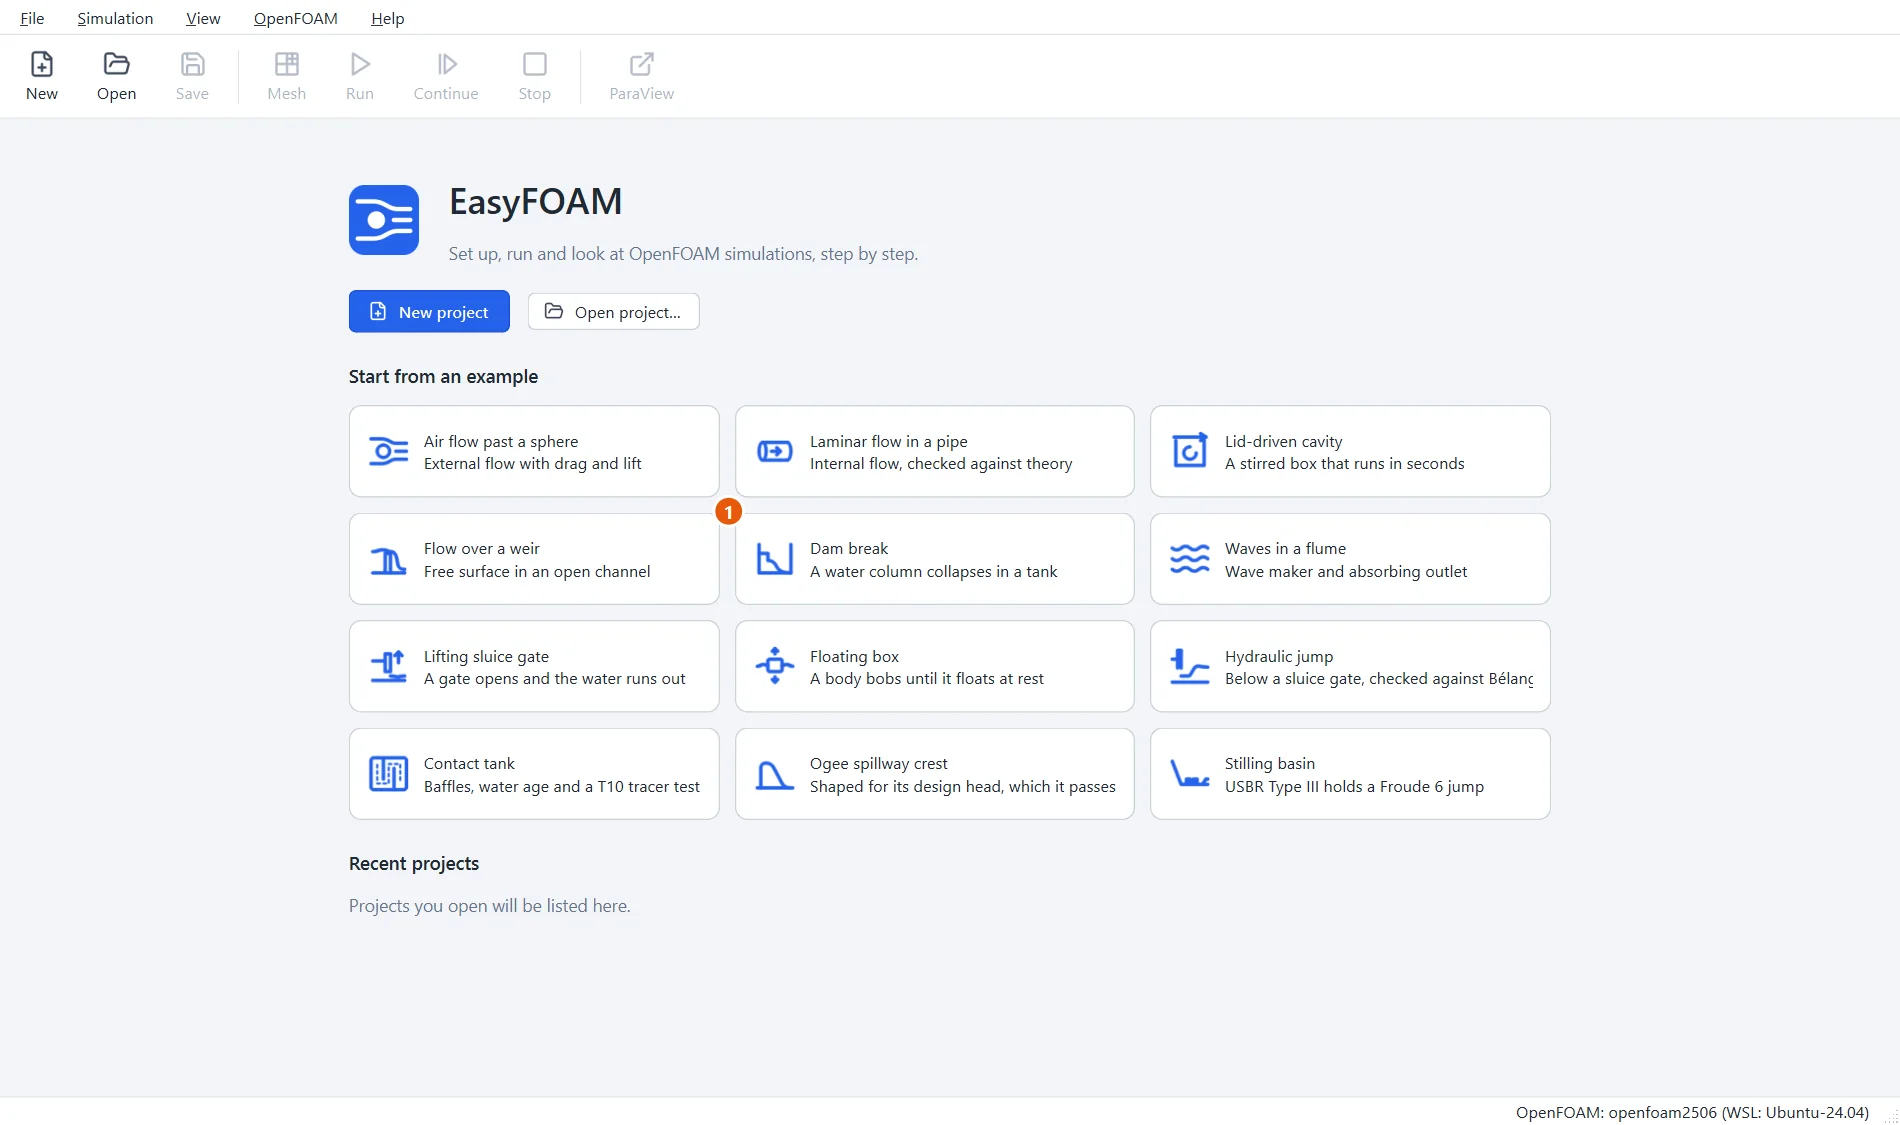 File Simulation View OpenFOAM Help
New Open Save Mesh Run Continue Stop ParaView
EasyFOAM
Set up, run and look at OpenFOAM simulations, step by step.
New project Open project...
Start from an example
Air flow past a sphere
External flow with drag and lift
Laminar flow in a pipe
Internal flow, checked against theory
Lid-driven cavity
A stirred box that runs in seconds
1
Flow over a weir
Free surface in an open channel
Dam break
A water column collapses in a tank
Waves in a flume
Wave maker and absorbing outlet
Lifting sluice gate
A gate opens and the water runs out
Floating box
A body bobs until it floats at rest
Hydraulic jump
Below a sluice gate, checked against
Contact tank
Baffles, water age and a T10 tracer test
Ogee spillway crest
Shaped for its design head, which it passes
Stilling basin
USBR Type III holds a Froude 6 jump
Recent projects
Projects you open will be listed here.
OpenFOAM: openfoam2506 (WSL: Ubuntu-24.04)